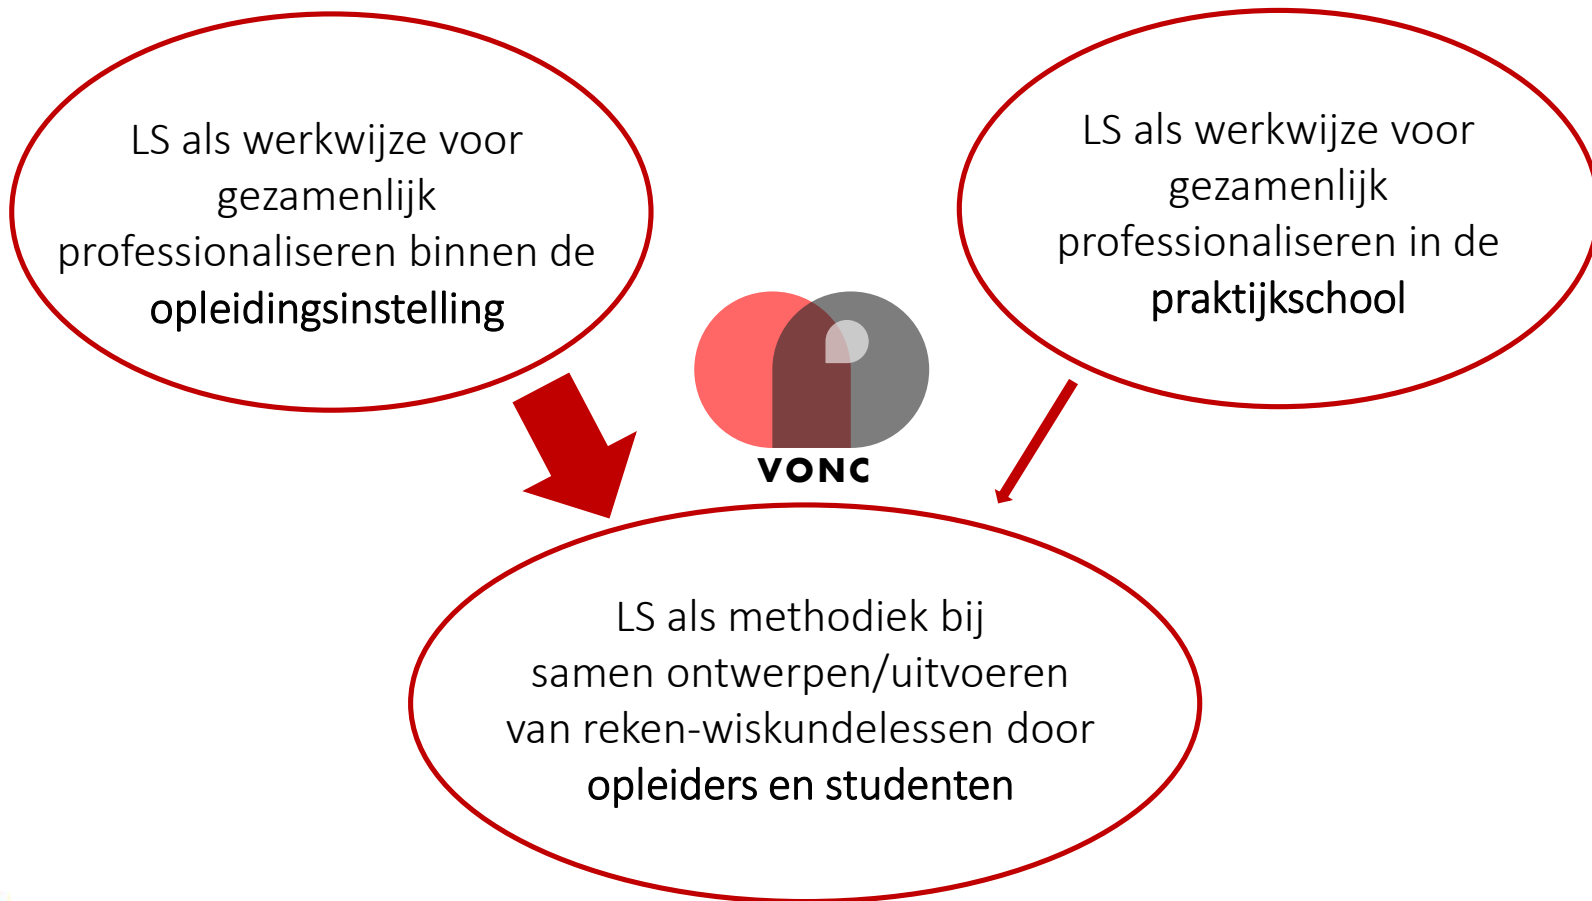 LS als werkwijze voor
gezamenlijk
professionaliseren binnen de
opleidingsinstelling
LS als werkwijze voor
gezamenlijk
professionaliseren in de
praktijkschool
VONC
LS als methodiek bij
samen ontwerpen/uitvoeren
van reken-wiskundelessen door
opleiders en studenten